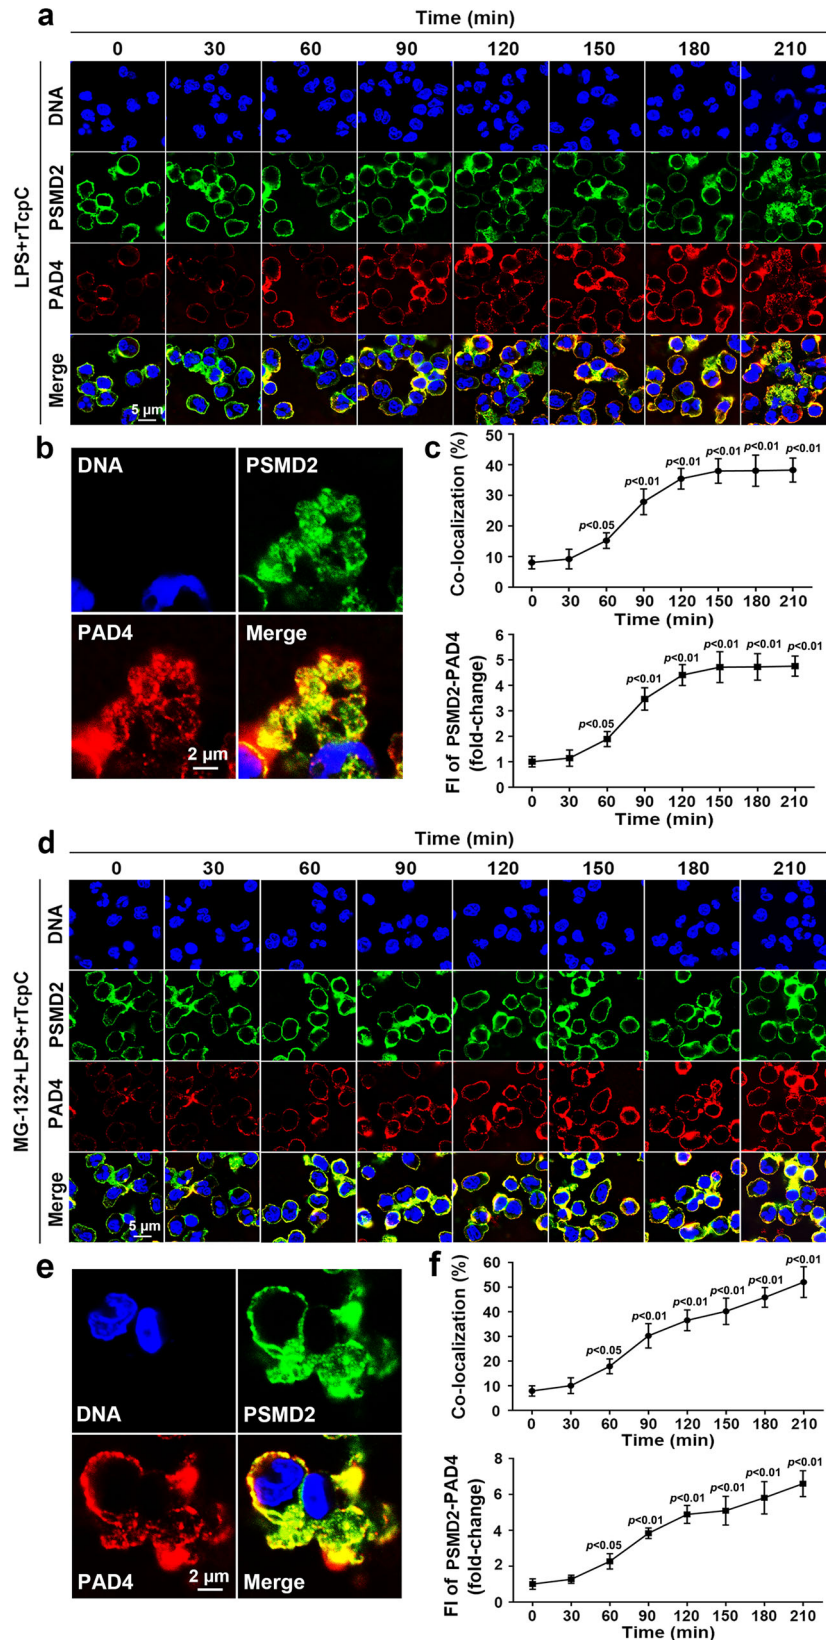 a
Time (min)
0 30 60 90 120 150 180 210
LPS+rTcpC
DNA
PSMD2
PAD4
Merge
5 µm
b
DNA
PSMD2
PAD4
Merge
2 µm
c
Co-localization (%)
50
40
30
20
10
0
p<0.05
p<0.01
p<0.01
p<0.01
p<0.01
p<0.01
0 30 60 90 120 150 180 210
Time (min)
FI of PSMD2-PAD4
(fold-change)
6
5
4
3
2
1
0
p<0.05
p<0.01
p<0.01
p<0.01
p<0.01
p<0.01
0 30 60 90 120 150 180 210
Time (min)
d
Time (min)
0 30 60 90 120 150 180 210
MG-132+LPS+rTcpC
DNA
PSMD2
PAD4
Merge
5 µm
e
DNA
PSMD2
PAD4
Merge
2 µm
f
Co-localization (%)
60
50
40
30
20
10
0
p<0.05
p<0.01
p<0.01
p<0.01
p<0.01
p<0.01
0 30 60 90 120 150 180 210
Time (min)
FI of PSMD2-PAD4
(fold-change)
8
6
4
2
0
p<0.05
p<0.01
p<0.01
p<0.01
p<0.01
p<0.01
0 30 60 90 120 150 180 210
Time (min)